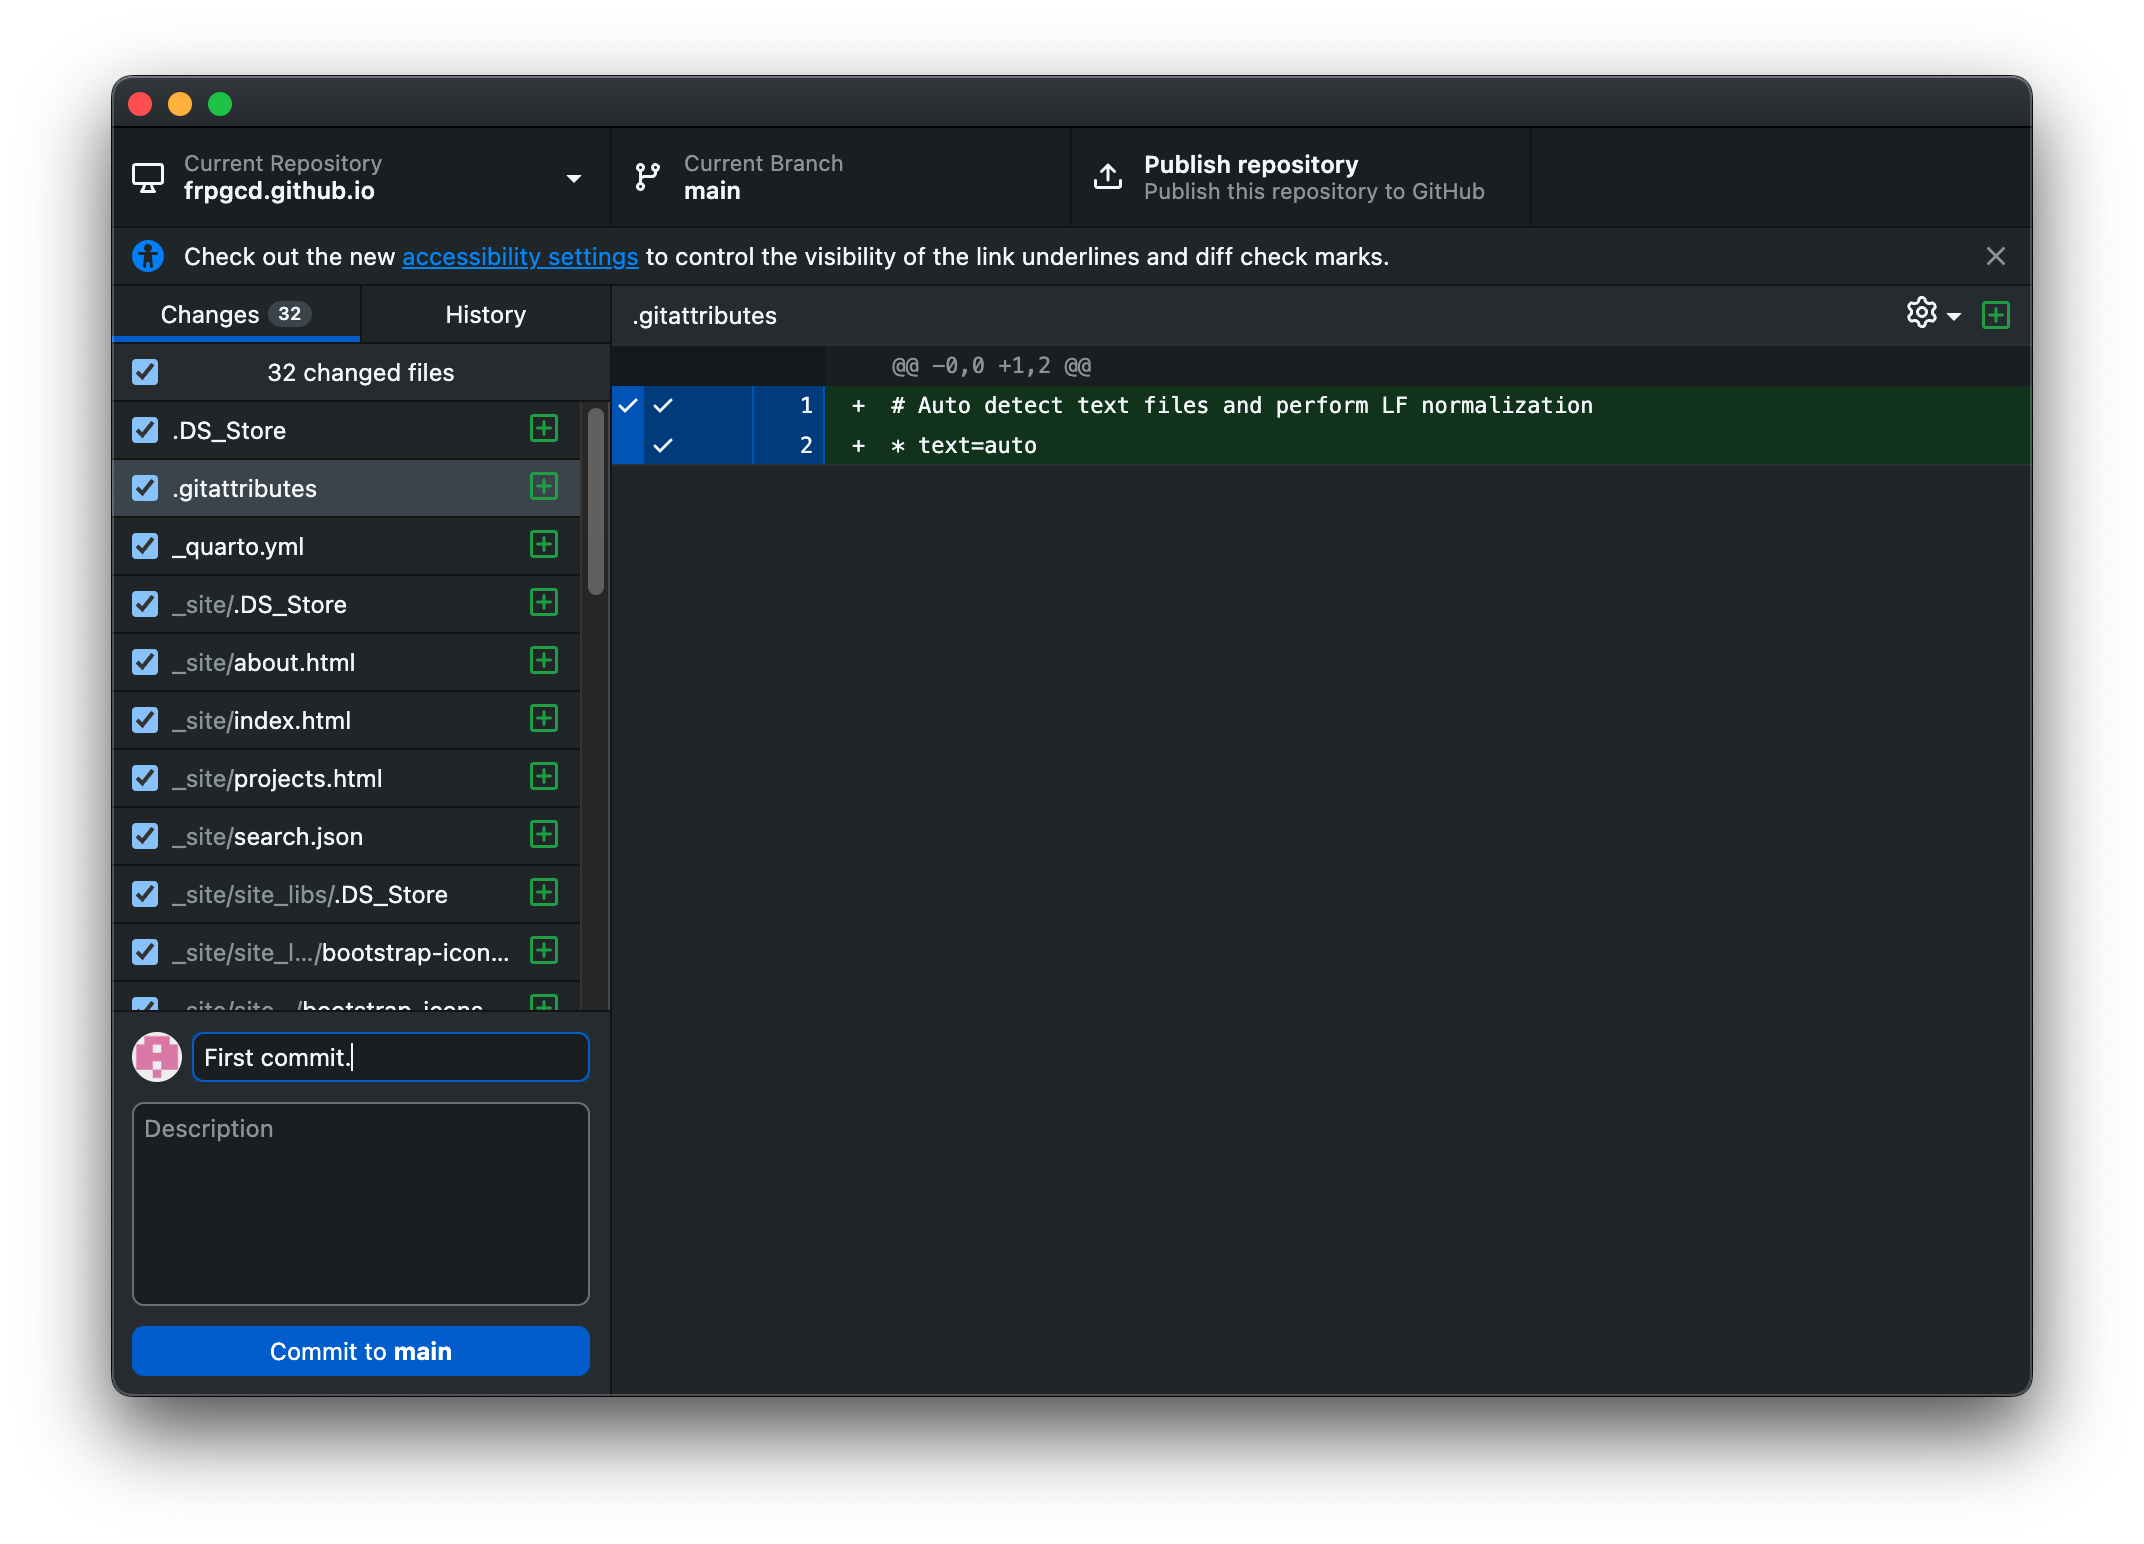 Current Repository
frpgcd.github.io
Current Branch
main
Publish repository
Publish this repository to GitHub
Check out the new accessibility settings to control the visibility of the link underlines and diff check marks.
Changes 32
History
32 changed files
.DS_Store
.gitattributes
_quarto.yml
_site/.DS_Store
_site/about.html
_site/index.html
_site/projects.html
_site/search.json
_site/site_libs/.DS_Store
_site/site_l.../bootstrap-icon...
_site/site.../bootstrap-icons
First commit.
Description
Commit to main
.gitattributes
@@ -0,0 +1,2 @@
1 + # Auto detect text files and perform LF normalization
2 + * text=auto